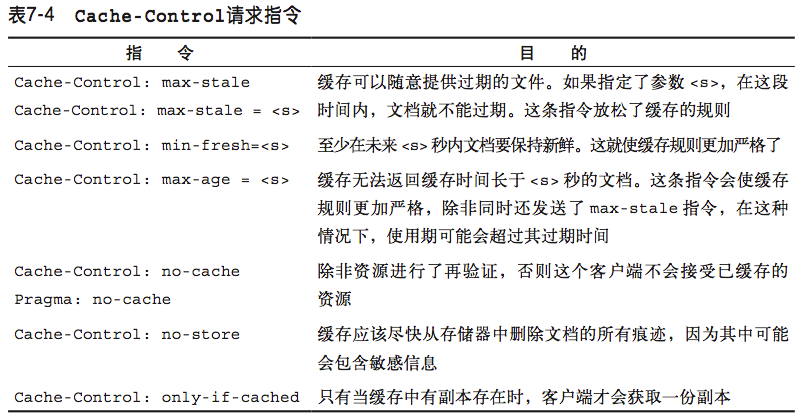 表7-4 Cache-Control请求指令
指 令 目 的
Cache-Control: max-stale 缓存可以随意提供过期的文件。如果指定了参数 <s>，在这段
Cache-Control: max-stale = <s> 时间内，文档就不能过期。这条指令放松了缓存的规则
Cache-Control: min-fresh=<s> 至少在未来 <s> 秒内文档要保持新鲜。这就使缓存规则更加严格了
Cache-Control: max-age = <s> 缓存无法返回缓存时间长于 <s> 秒的文档。这条指令会使缓存
规则更加严格，除非同时还发送了 max-stale 指令，在这种
情况下，使用期可能会超过其过期时间
Cache-Control: no-cache 除非资源进行了再验证，否则这个客户端不会接受已缓存的
Pragma: no-cache 资源
Cache-Control: no-store 缓存应该尽快从存储器中删除文档的所有痕迹，因为其中可能
会包含敏感信息
Cache-Control: only-if-cached 只有当缓存中有副本存在时，客户端才会获取一份副本